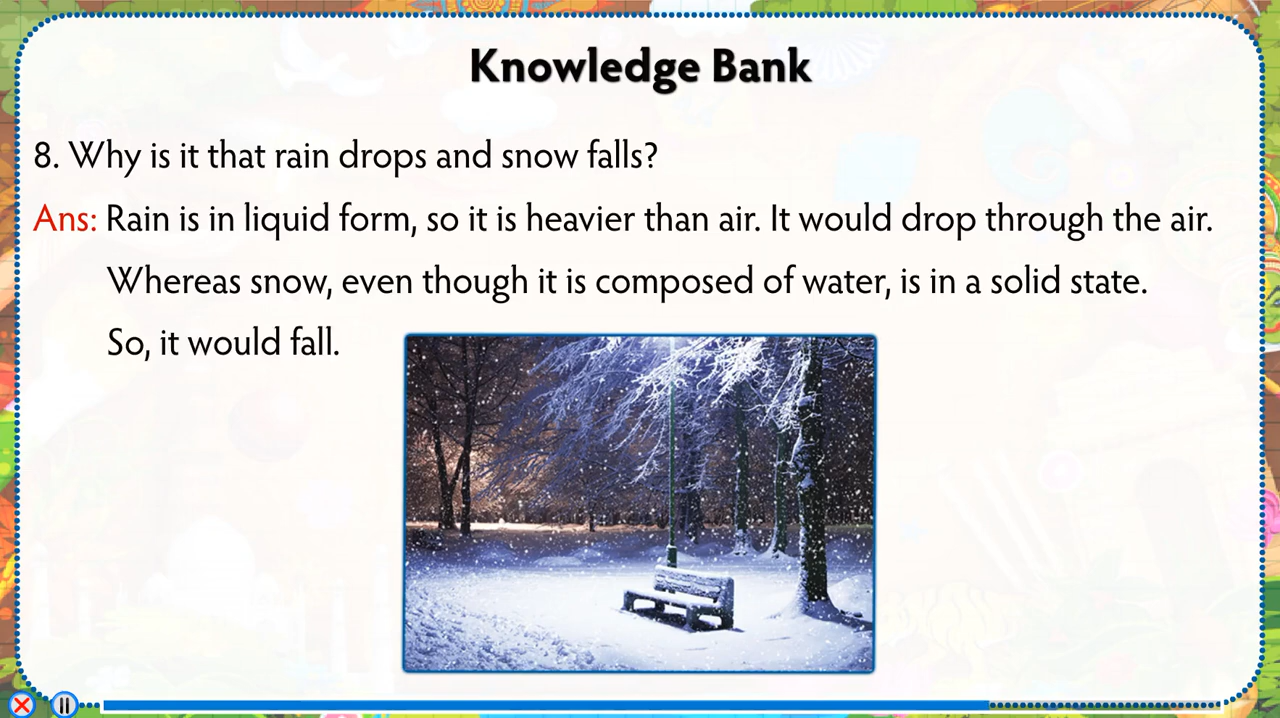 Knowledge Bank
8. Why is it that rain drops and snow falls?
Ans: Rain is in liquid form, so it is heavier than air. It would drop through the air.
Whereas snow, even though it is composed of water, is in a solid state.
So, it would fall.